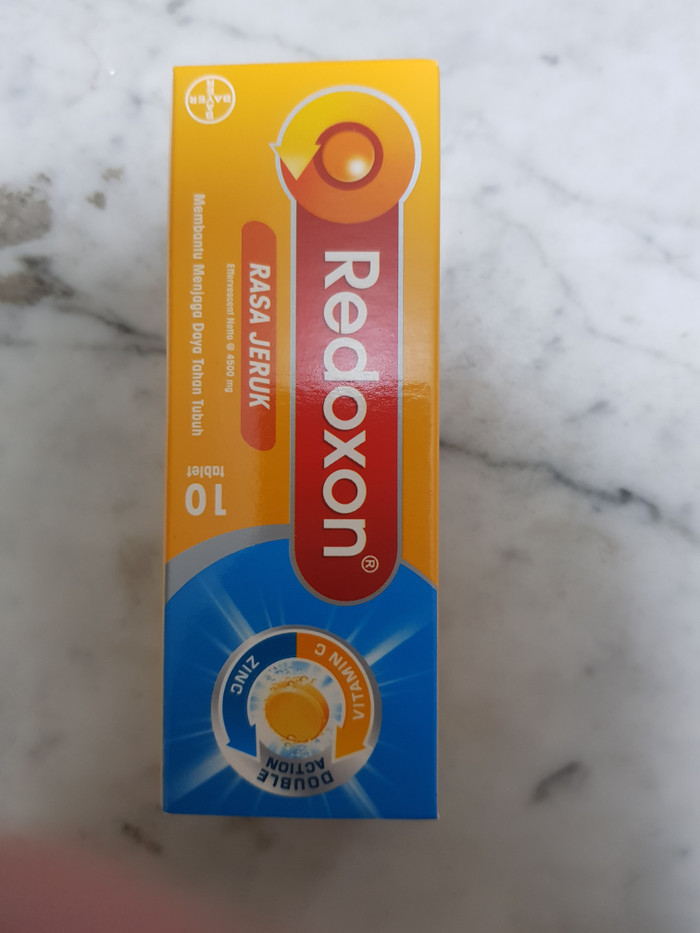 BAYER
BAYER
Redoxon®
RASA JERUK
Effervescent Netto @ 4500 mg
Membantu Menjaga Daya Tahan Tubuh
10
tablet
VITAMIN C
ZINC
DOUBLE
ACTION